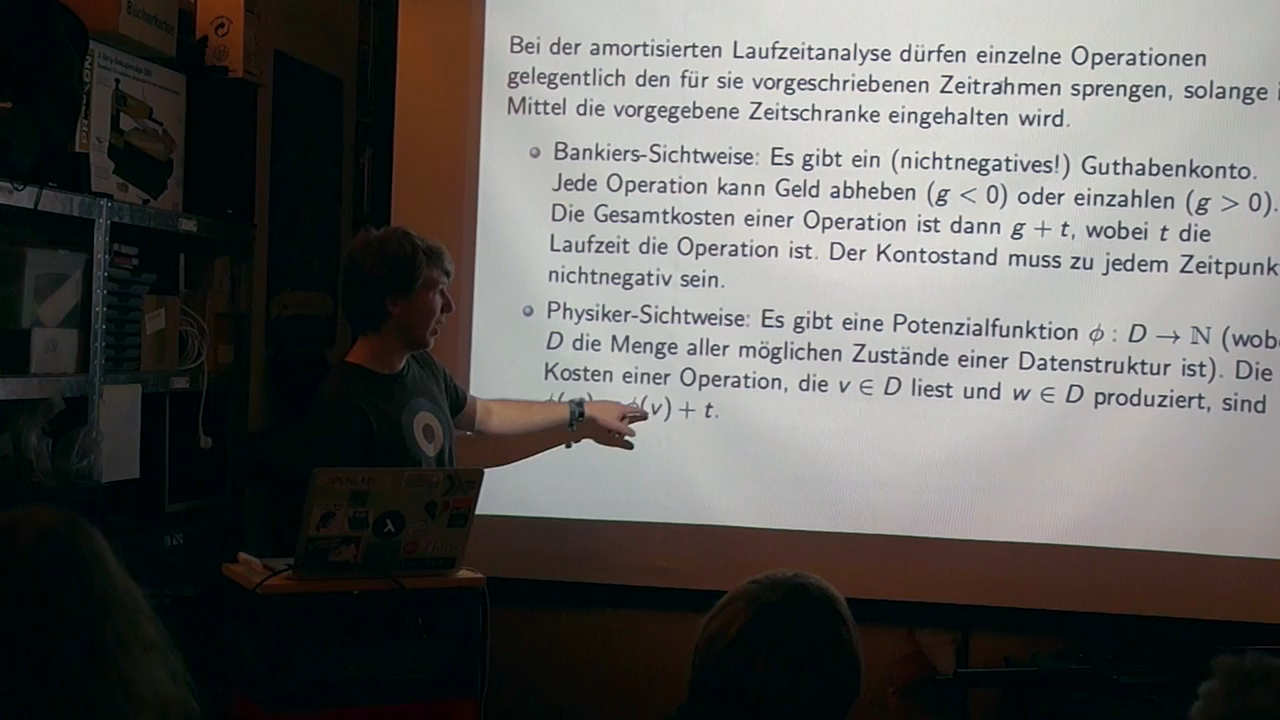 Bücherkarton
Bei der amortisierten Laufzeitanalyse dürfen einzelne Operationen
gelegentlich den für sie vorgeschriebenen Zeitrahmen sprengen, solange
Mittel die vorgegebene Zeitschranke eingehalten wird.
Bankiers-Sichtweise: Es gibt ein (nichtnegatives!) Guthabenkonto.
Jede Operation kann Geld abheben (g < 0) oder einzahlen (g > 0).
Die Gesamtkosten einer Operation ist dann g + t, wobei t die
Laufzeit die Operation ist. Der Kontostand muss zu jedem Zeitpunk
nichtnegativ sein.
Physiker-Sichtweise: Es gibt eine Potenzialfunktion ϕ : D → ℕ (wob
D die Menge aller möglichen Zustände einer Datenstruktur ist). Die
Kosten einer Operation, die v ∈ D liest und w ∈ D produziert, sind
(v) + t.
OPENLAB
λ